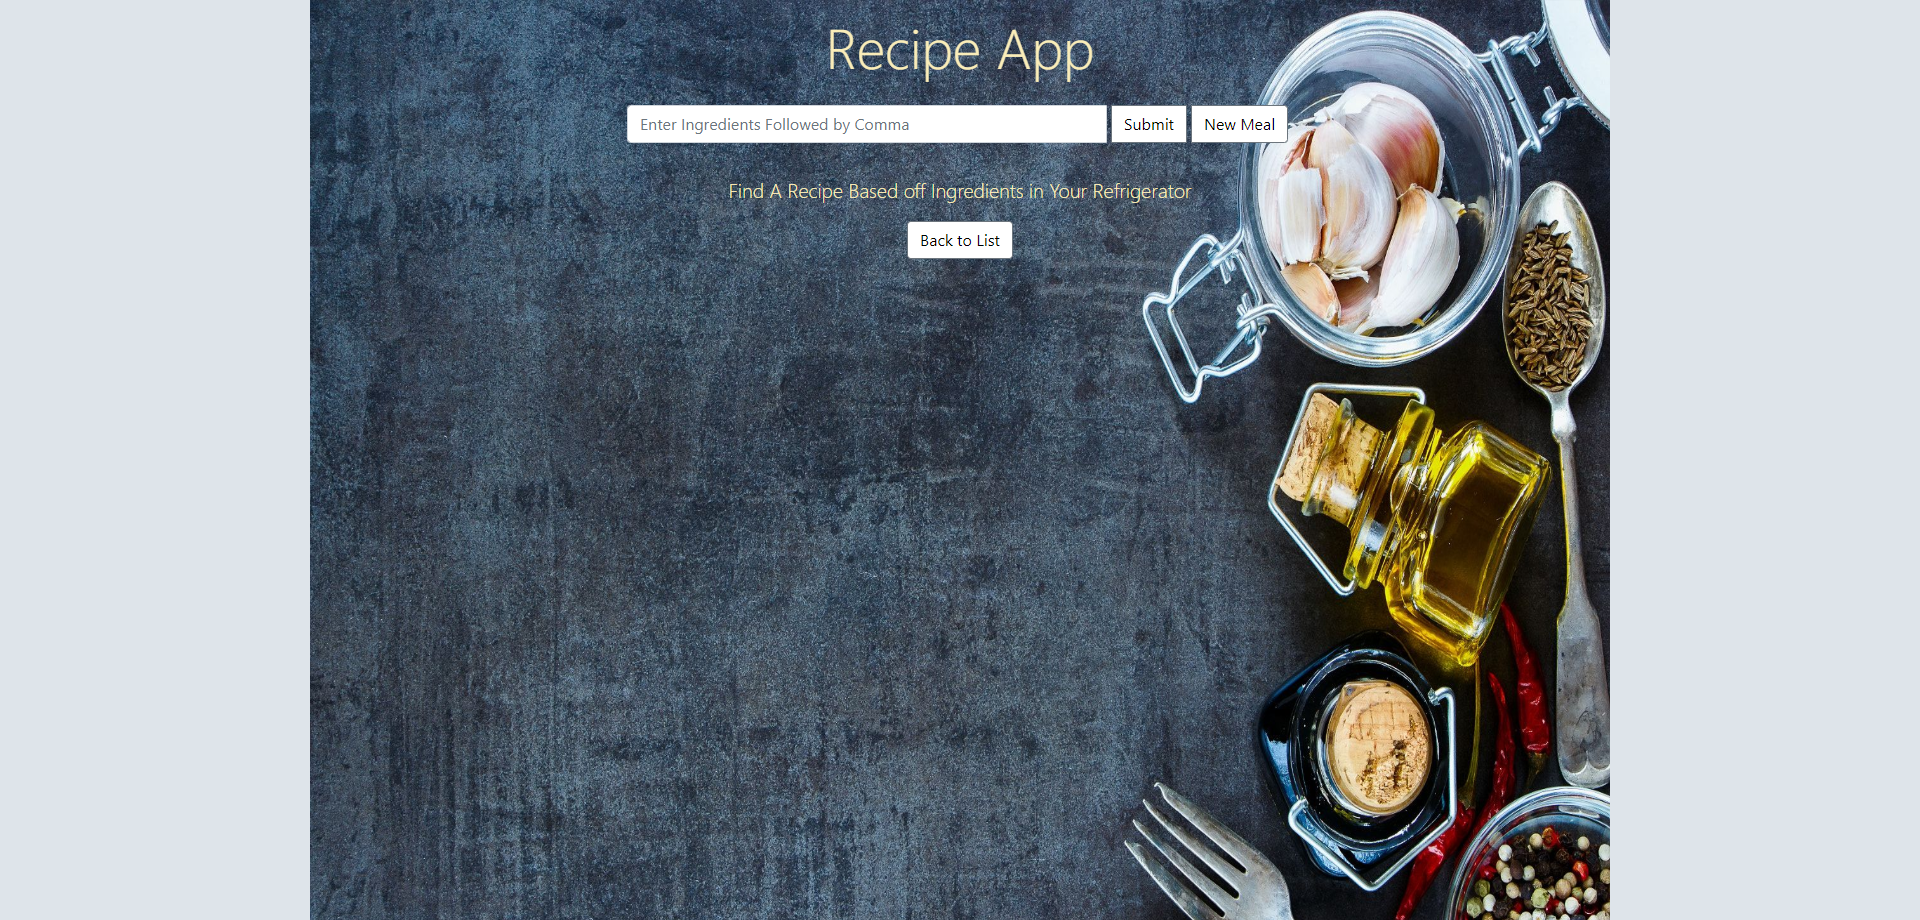 Recipe App
Enter Ingredients Followed by Comma Submit New Meal
Find A Recipe Based off Ingredients in Your Refrigerator
Back to List